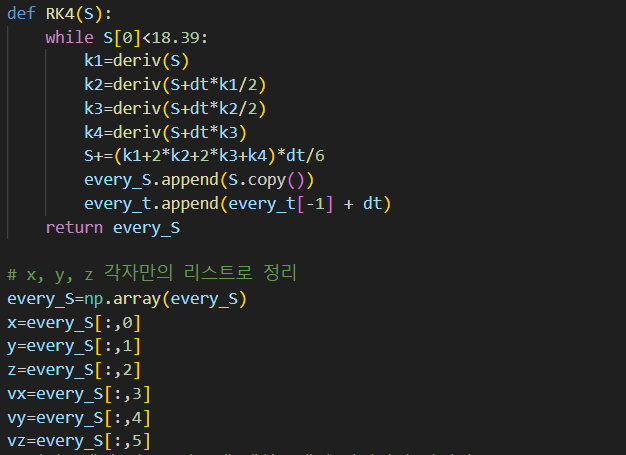 def RK4(S):
    while S[0]<18.39:
        k1=deriv(S)
        k2=deriv(S+dt*k1/2)
        k3=deriv(S+dt*k2/2)
        k4=deriv(S+dt*k3)
        S+=(k1+2*k2+2*k3+k4)*dt/6
        every_S.append(S.copy())
        every_t.append(every_t[-1] + dt)
    return every_S

# x, y, z 각자만의 리스트로 정리
every_S=np.array(every_S)
x=every_S[:,0]
y=every_S[:,1]
z=every_S[:,2]
vx=every_S[:,3]
vy=every_S[:,4]
vz=every_S[:,5]